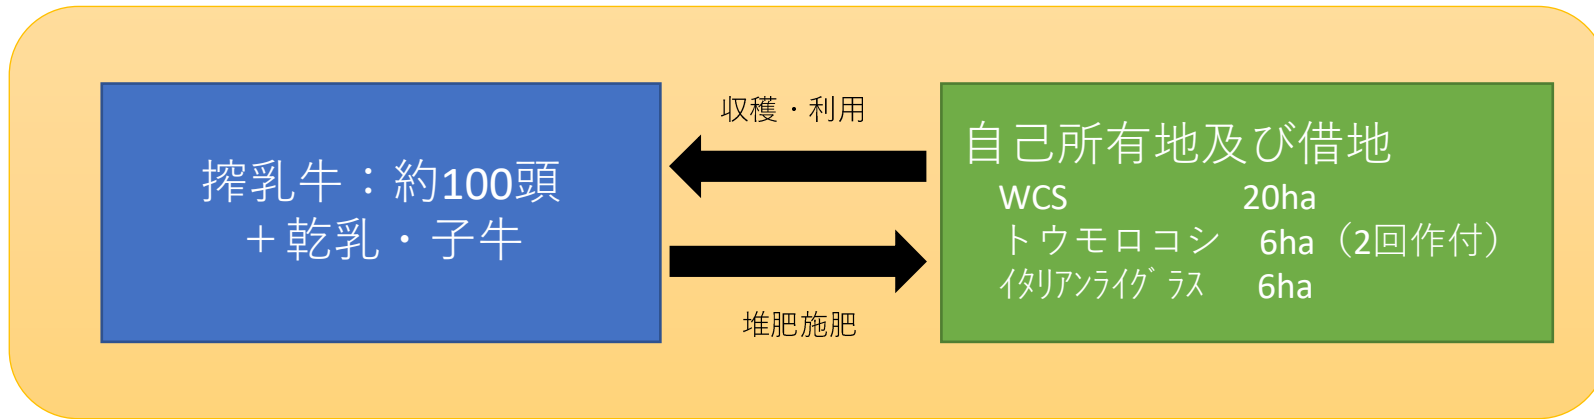 搾乳牛：約100頭
＋乾乳・子牛
収穫・利用
堆肥施肥
自己所有地及び借地
WCS 20ha
トウモロコシ 6ha（2回作付）
ｲﾀﾘｱﾝﾗｲｸﾞﾗｽ 6ha